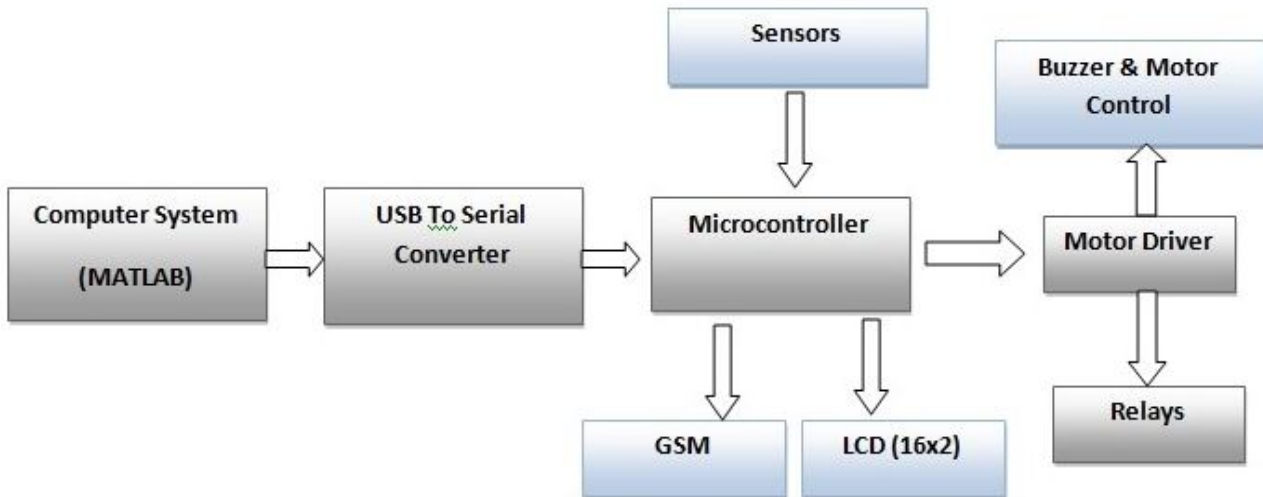 Sensors
Buzzer & Motor
Control
Computer System
(MATLAB)
USB To Serial
Converter
Microcontroller
Motor Driver
Relays
GSM
LCD (16x2)